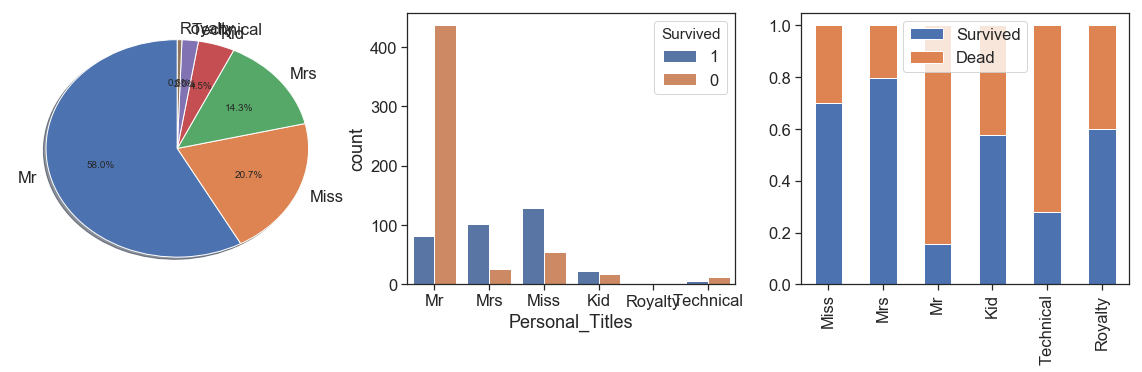 Royalty
Technical
Kid
Mrs
4.5%
14.3%
58.0%
20.7%
Mr
Miss
Survived
1
0
400
300
200
100
0
count
Mr Mrs Miss Kid Royalty Technical
Personal_Titles
Survived
Dead
1.0
0.8
0.6
0.4
0.2
0.0
Miss
Mrs
Mr
Kid
Technical
Royalty